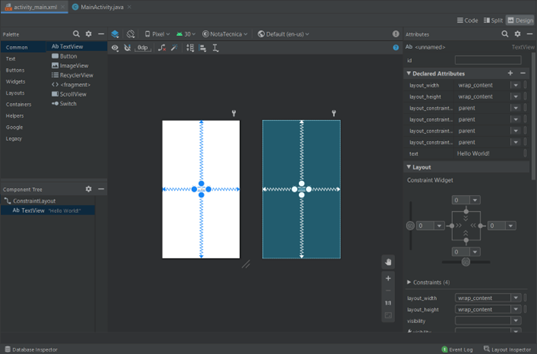 activity_main.xml
MainActivity.java
Code
Split
Design
Palette
Pixel
30
NotaTecnica
Default (en-us)
Attributes
Common
Text
Buttons
Widgets
Layouts
Containers
Helpers
Google
Legacy
Ab TextView
Button
ImageView
RecyclerView
<fragment>
ScrollView
Switch
0dp
Ab <unnamed>
TextView
id
Declared Attributes
layout_width wrap_content
layout_height wrap_content
layout_constraint... parent
layout_constraint... parent
layout_constraint... parent
layout_constraint... parent
text Hello World!
Layout
Constraint Widget
0
0
0
0
Component Tree
ConstraintLayout
Ab TextView "Hello World!"
Constraints (4)
layout_width wrap_content
layout_height wrap_content
visibility
visibility
1:1
Database Inspector
Event Log
Layout Inspector